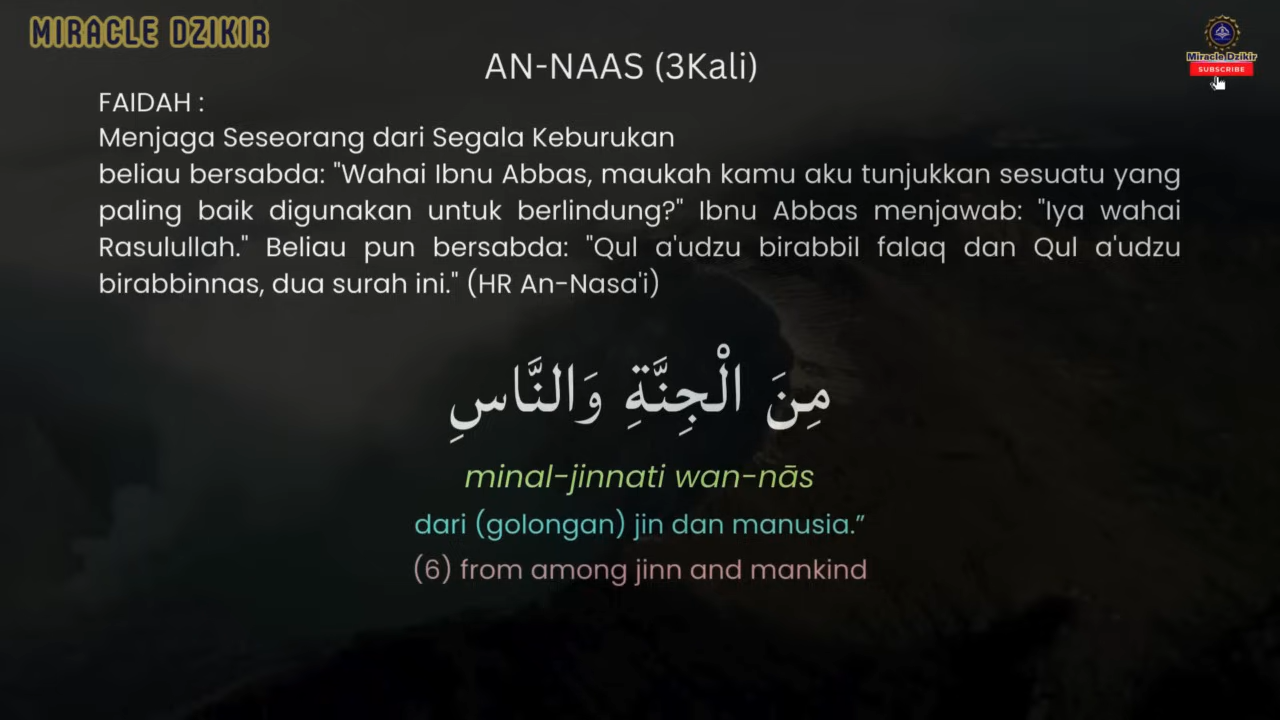 MIRACLE DZIKIR
Miracle Dzikir
SUBSCRIBE
AN-NAAS (3Kali)
FAIDAH :
Menjaga Seseorang dari Segala Keburukan
beliau bersabda: "Wahai Ibnu Abbas, maukah kamu aku tunjukkan sesuatu yang
paling baik digunakan untuk berlindung?" Ibnu Abbas menjawab: "Iya wahai
Rasulullah." Beliau pun bersabda: "Qul a'udzu birabbil falaq dan Qul a'udzu
birabbinnas, dua surah ini." (HR An-Nasa'i)
مِنَ الْجِنَّةِ وَالنَّاسِ
minal-jinnati wan-nās
dari (golongan) jin dan manusia.”
(6) from among jinn and mankind